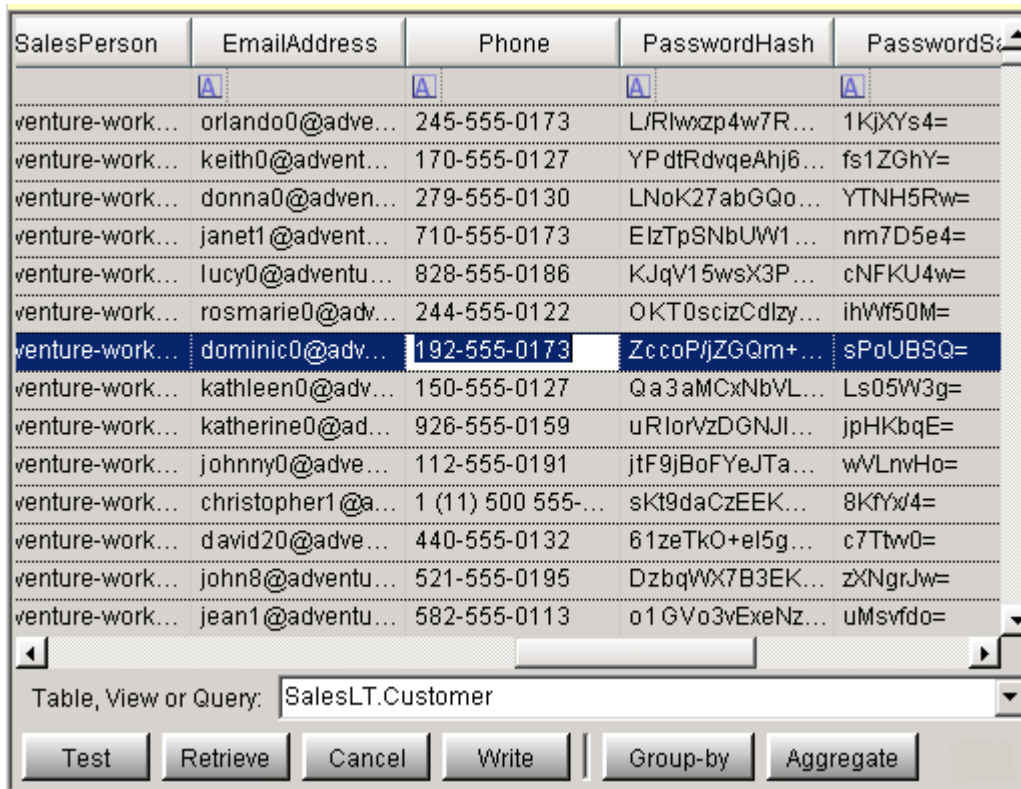 SalesPerson EmailAddress Phone PasswordHash PasswordSa
A A A A
venture-work... orlando0@adve... 245-555-0173 L/Rlwxzp4w7R... 1KjXYs4=
venture-work... keith0@advent... 170-555-0127 YPdtRdvqeAhj6... fs1ZGhY=
venture-work... donna0@adven... 279-555-0130 LNoK27abGQo... YTNH5Rw=
venture-work... janet1@advent... 710-555-0173 ElzTpSNbUW1... nm7D5e4=
venture-work... lucy0@adventu... 828-555-0186 KJqV15wsX3P... cNFKU4w=
venture-work... rosmarie0@adv... 244-555-0122 OKT0scizCdlzy... ihWf50M=
venture-work... dominic0@adv... 192-555-0173 ZccoP/jZGQm+... sPoUBSQ=
venture-work... kathleen0@adv... 150-555-0127 Qa3aMCxNbVL... Ls05W3g=
venture-work... katherine0@ad... 926-555-0159 uRlorVzDGNJl... jpHKbqE=
venture-work... johnny0@adve... 112-555-0191 jtF9jBoFYeJTa... wVLnvHo=
venture-work... christopher1@a... 1 (11) 500 555-... sKt9daCzEEK... 8KfYx/4=
venture-work... david20@adve... 440-555-0132 61zeTkO+eI5g... c7Ttvv0=
venture-work... john8@adventu... 521-555-0195 DzbqWX7B3EK... zXNgrJw=
venture-work... jean1@adventu... 582-555-0113 o1GVo3vExeNz... uMsvfdo=
Table, View or Query: SalesLT.Customer
Test Retrieve Cancel Write Group-by Aggregate